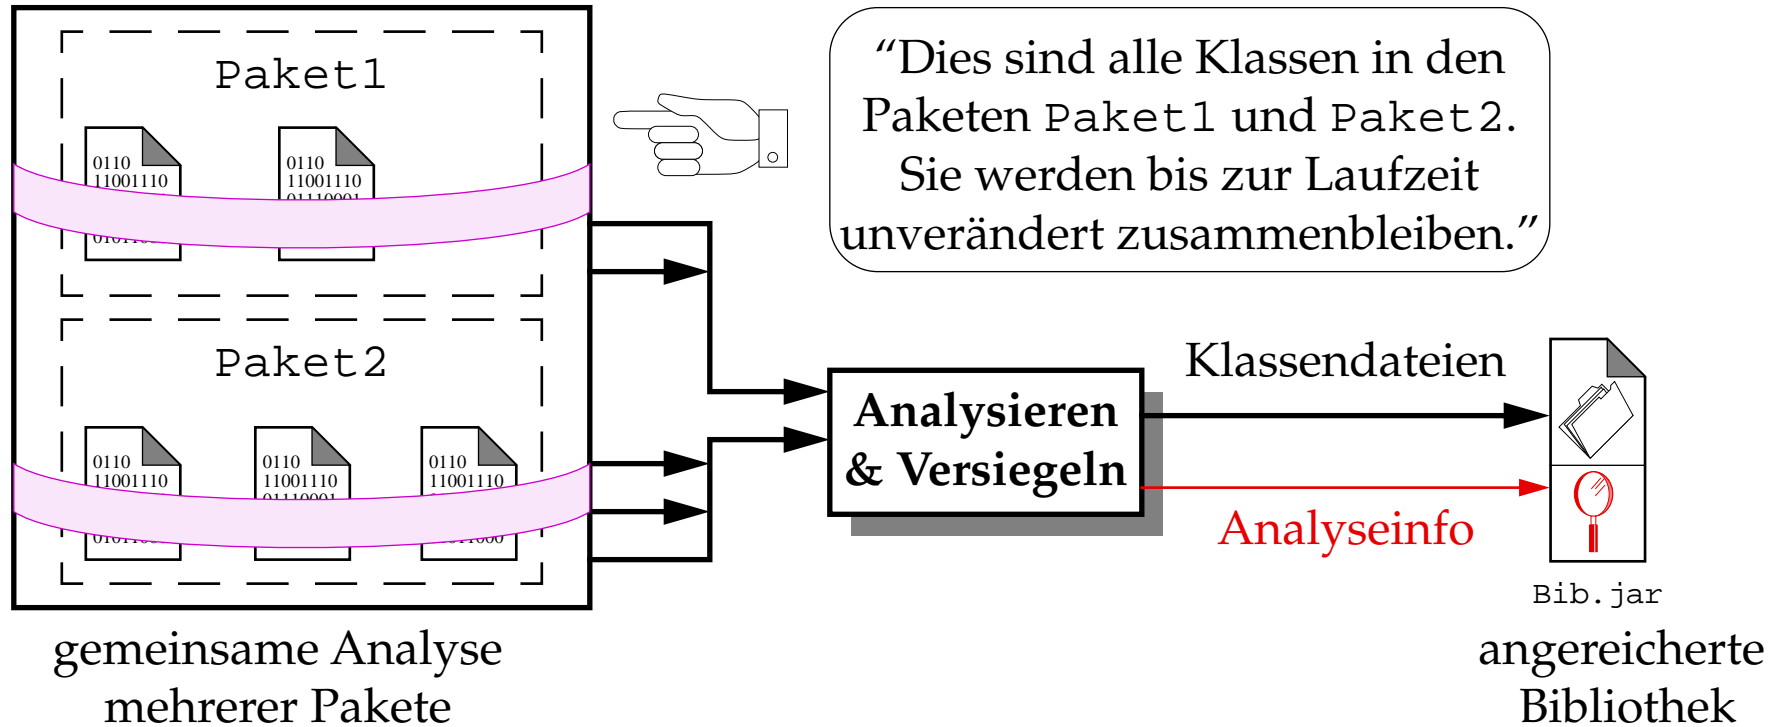 Paket1
0110
11001110
0110
11001110
01110001
“Dies sind alle Klassen in den
Paketen Paket1 und Paket2.
Sie werden bis zur Laufzeit
unverändert zusammenbleiben.”
Paket2
0110
11001110
0110
11001110
01110001
0110
11001110
Analysieren
& Versiegeln
Klassendateien
Analyseinfo
Bib.jar
gemeinsame Analyse
mehrerer Pakete
angereicherte
Bibliothek